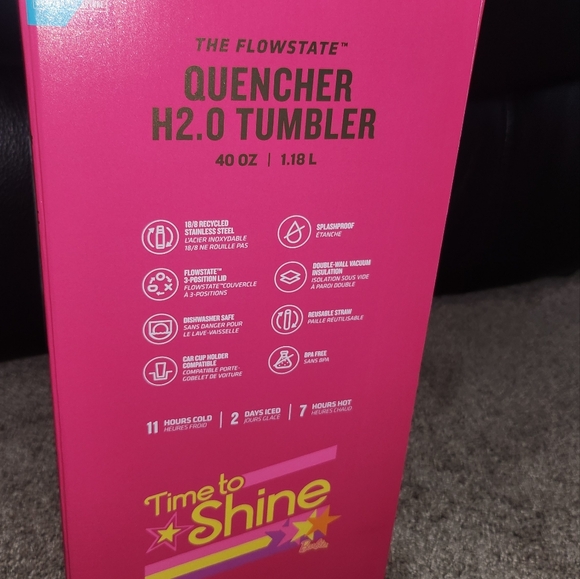 THE FLOWSTATE™
QUENCHER
H2.0 TUMBLER
40 OZ | 1.18 L
18/0 RECYCLED
STAINLESS STEEL
L'ACIER INOXYDABLE
18/8 NE ROUILLE PAS
SPLASHPROOF
ÉTANCHE
FLOWSTATE™
3-POSITION LID
FLOWSTATE™COUVERCLE
À 3-POSITIONS
DOUBLE-WALL VACUUM
INSULATION
ISOLATION SOUS VIDE
A PAROI DOUBLE
DISHWASHER SAFE
SANS DANGER POUR
LE LAVE-VAISSELLE
REUSABLE STRAW
PAILLE RÉUTILISABLE
CAR CUP HOLDER
COMPATIBLE
COMPATIBLE PORTE-
GOBELET DE VOITURE
BPA FREE
SANS BPA
11 HOURS COLD
HEURES FROID
2 DAYS ICED
JOURS GLACÉ
7 HOURS HOT
HEURES CHAUD
Time to
Shine
Barbie